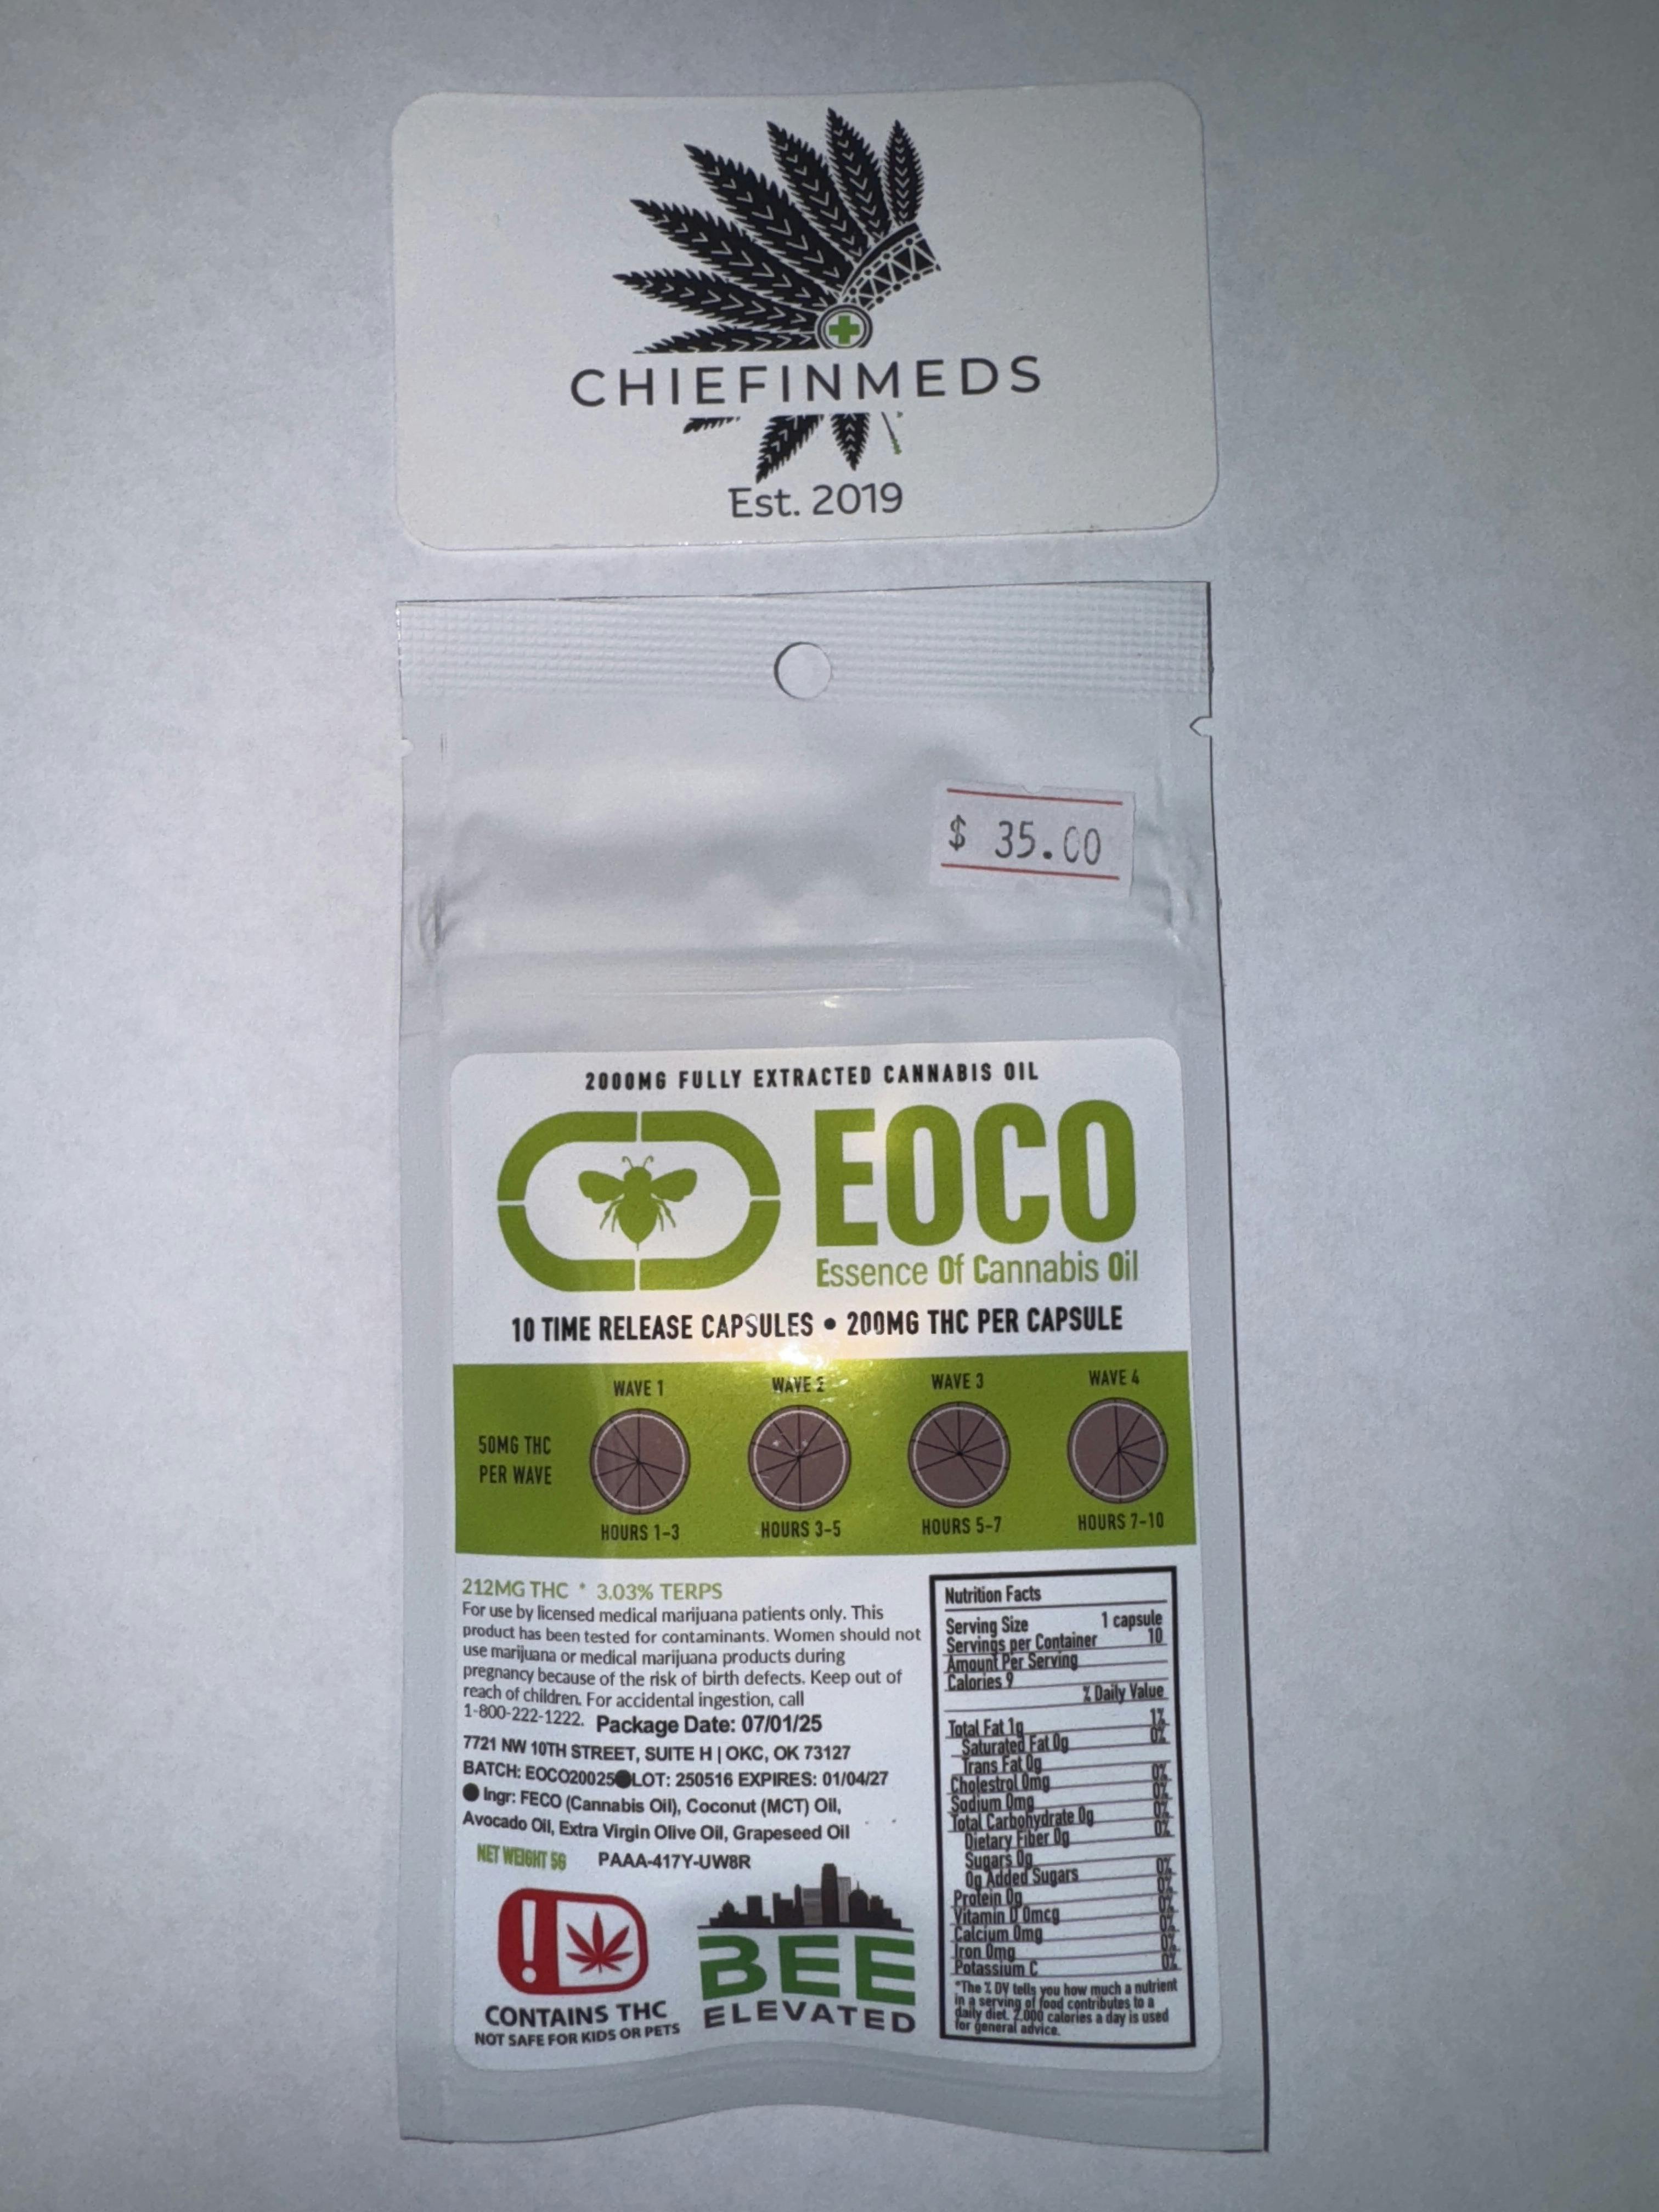 CHIEFINMEDS
Est. 2019
$ 35.00
2000MG FULLY EXTRACTED CANNABIS OIL
EOCO
Essence Of Cannabis Oil
10 TIME RELEASE CAPSULES • 200MG THC PER CAPSULE
50MG THC
PER WAVE
WAVE 1
HOURS 1-3
WAVE 2
HOURS 3-5
WAVE 3
HOURS 5-7
WAVE 4
HOURS 7-10
212MG THC * 3.03% TERPS
For use by licensed medical marijuana patients only. This
product has been tested for contaminants. Women should not
use marijuana or medical marijuana products during
pregnancy because of the risk of birth defects. Keep out of
reach of children. For accidental ingestion, call
1-800-222-1222. Package Date: 07/01/25
7721 NW 10TH STREET, SUITE H | OKC, OK 73127
BATCH: EOCO20025●LOT: 250516 EXPIRES: 01/04/27
● Ingr: FECO (Cannabis Oil), Coconut (MCT) Oil,
Avocado Oil, Extra Virgin Olive Oil, Grapeseed Oil
NET WEIGHT 5G PAAA-417Y-UW8R
CONTAINS THC
NOT SAFE FOR KIDS OR PETS
BEE
ELEVATED
Nutrition Facts
Serving Size 1 capsule
Servings per Container 10
Amount Per Serving
Calories 9
% Daily Value
Total Fat 1g 1%
Saturated Fat 0g 0%
Trans Fat 0g
Cholestrol 0mg 0%
Sodium 0mg 0%
Total Carbohydrate 0g 0%
Dietary Fiber 0g 0%
Sugars 0g
0g Added Sugars 0%
Protein 0g 0%
Vitamin D 0mcg 0%
Calcium 0mg 0%
Iron 0mg 0%
Potassium C 0%
*The % DV tells you how much a nutrient
in a serving of food contributes to a
daily diet. 2,000 calories a day is used
for general advice.